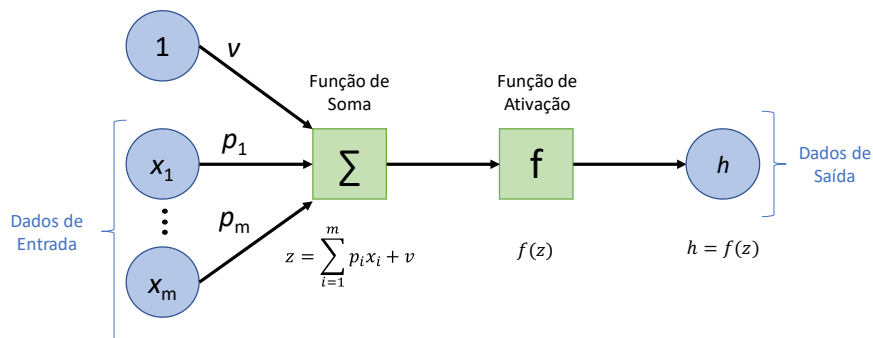 1
v
Função de
Soma
Função de
Ativação
Dados de
Entrada
x1
p1
∑
f
h
Dados de
Saída
pm
xm
z = ∑_{i=1}^{m} p_i x_i + v
f(z)
h = f(z)